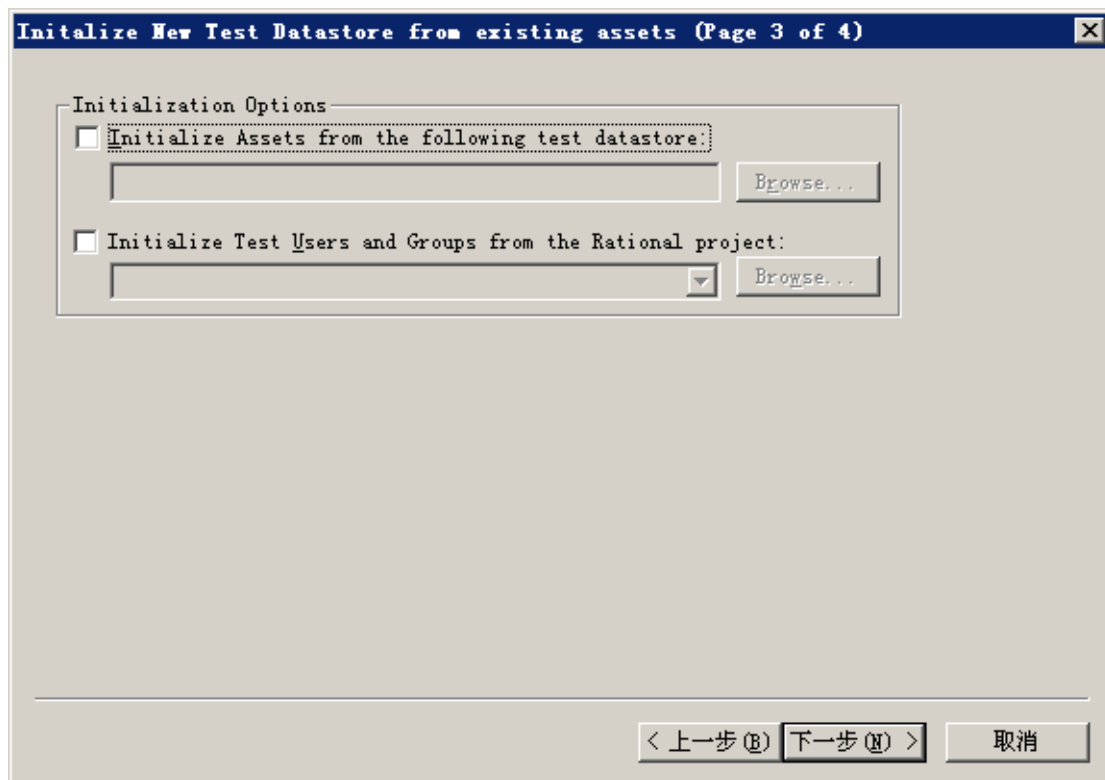 Initalize New Test Datastore from existing assets (Page 3 of 4)
Initialization Options
Initialize Assets from the following test datastore:
Browse...
Initialize Test Users and Groups from the Rational project:
Browse...
< 上一步(B) 下一步(N) > 取消